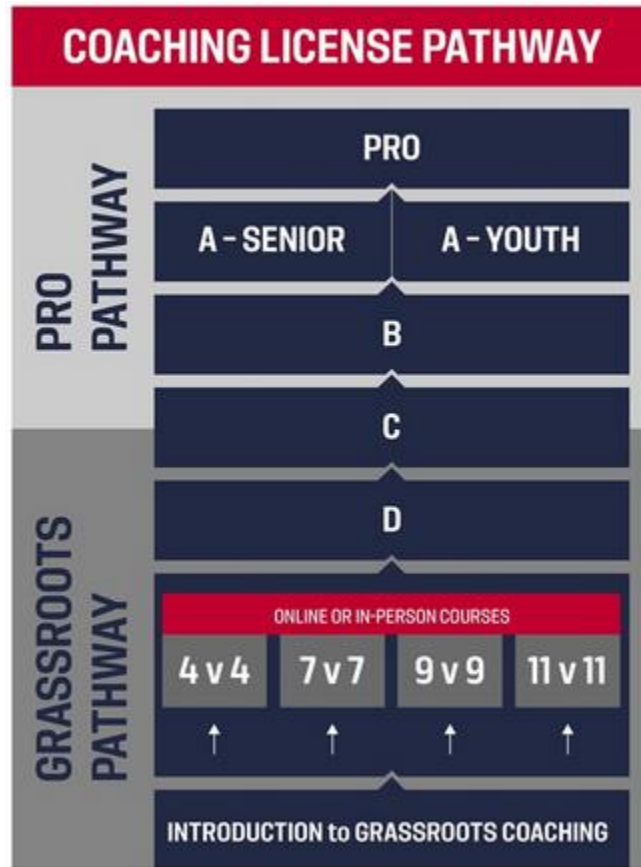 COACHING LICENSE PATHWAY
PRO
PATHWAY
PRO
A - SENIOR
A - YOUTH
B
C
D
GRASSROOTS
PATHWAY
ONLINE OR IN-PERSON COURSES
4 v 4
7 v 7
9 v 9
11 v 11
INTRODUCTION to GRASSROOTS COACHING